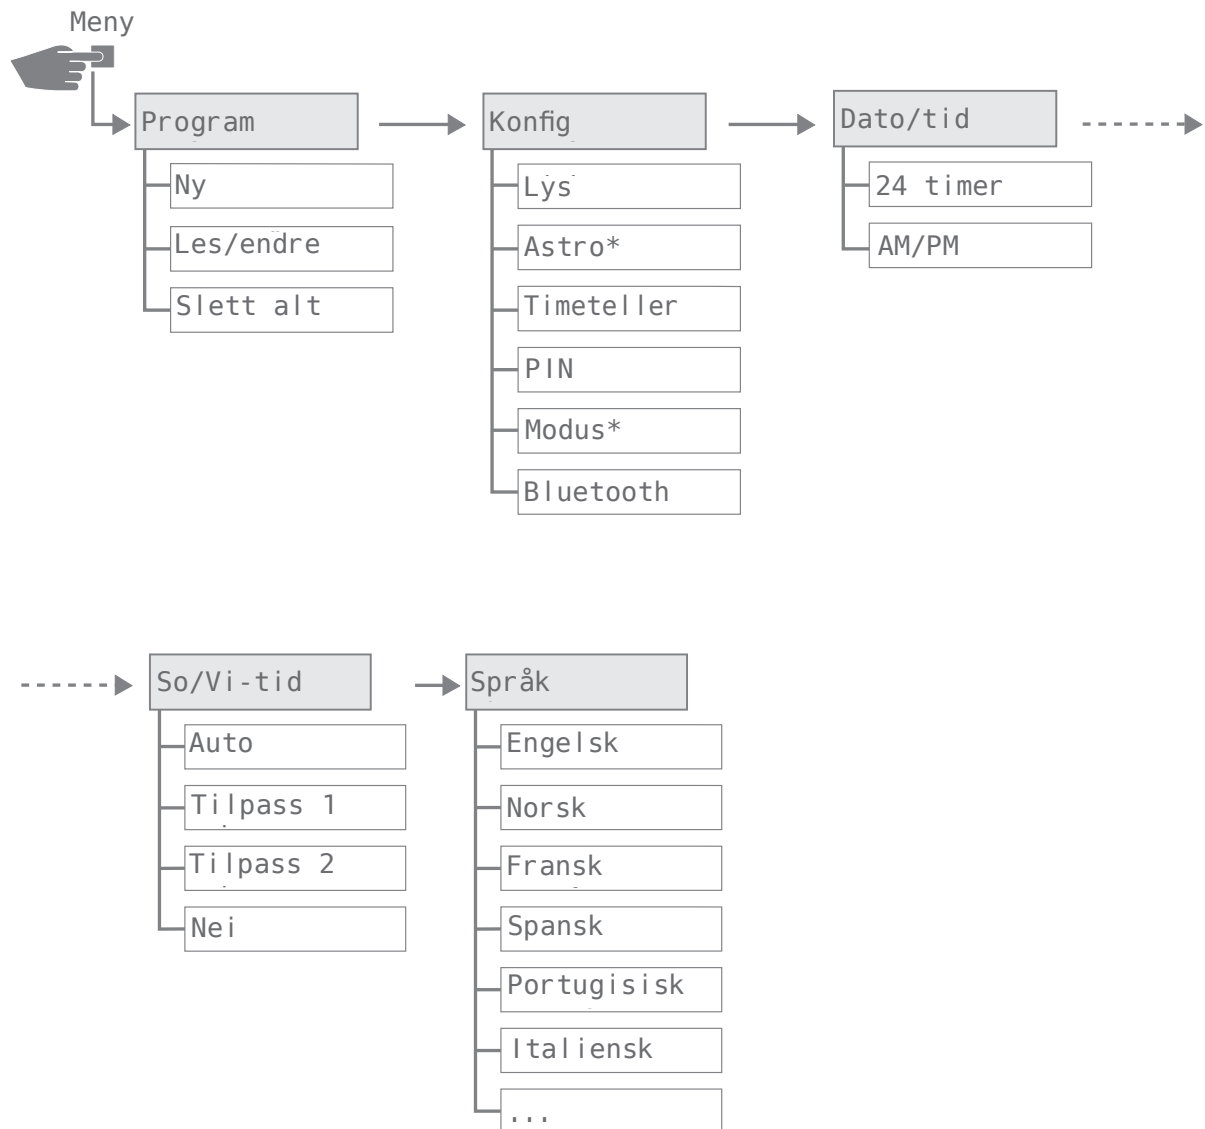 Meny
Program
Ny
Les/endre
Slett alt
Konfig
Lys
Astro*
Timeteller
PIN
Modus*
Bluetooth
Dato/tid
24 timer
AM/PM
So/Vi-tid
Auto
Tilpass 1
Tilpass 2
Nei
Språk
Engelsk
Norsk
Fransk
Spansk
Portugisisk
Italiensk
...